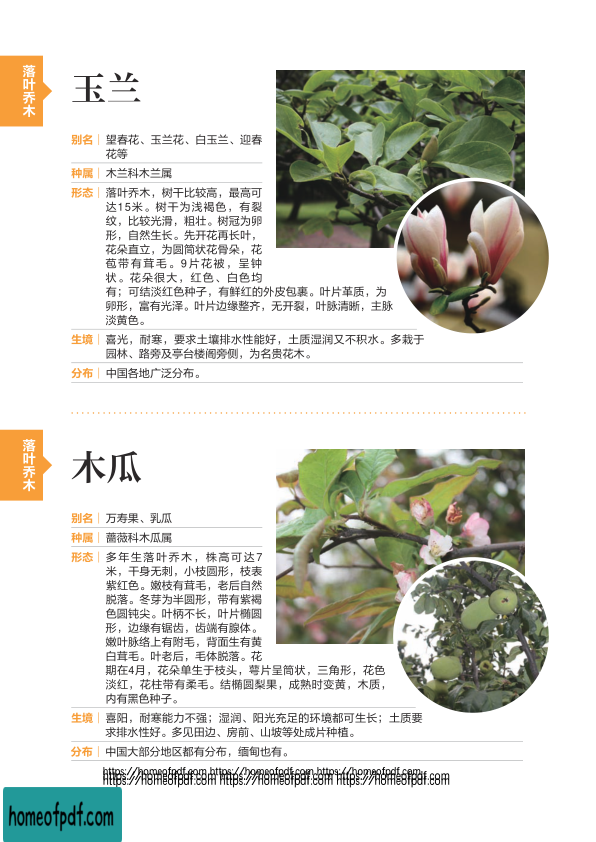 落叶乔木
玉兰
别名 望春花、玉兰花、白玉兰、迎春
花等
种属 木兰科木兰属
形态 落叶乔木，树干比较高，最高可
达15米。树干为浅褐色，有裂
纹，比较光滑，粗壮。树冠为卵
形，自然生长。先开花再长叶，
花朵直立，为圆筒状花骨朵，花
苞带有茸毛。9片花被，呈钟
状。花朵很大，红色、白色均
有；可结淡红色种子，有鲜红的外皮包裹。叶片革质，为
卵形，富有光泽。叶片边缘整齐，无开裂，叶脉清晰，主脉
淡黄色。
生境 喜光，耐寒，要求土壤排水性能好，土质湿润又不积水。多栽于
园林、路旁及亭台楼阁旁侧，为名贵花木。
分布 中国各地广泛分布。
落叶乔木
木瓜
别名 万寿果、乳瓜
种属 蔷薇科木瓜属
形态 多年生落叶乔木，株高可达7
米，干身无刺，小枝圆形，枝表
紫红色。嫩枝有茸毛，老后自然
脱落。冬芽为半圆形，带有紫褐
色圆钝尖。叶柄不长，叶片椭圆
形，边缘有锯齿，齿端有腺体。
嫩叶脉络上有附毛，背面生有黄
白茸毛。叶老后，毛体脱落。花
期在4月，花朵单生于枝头，萼片呈筒状，三角形，花色
淡红，花柱带有柔毛。结椭圆梨果，成熟时变黄，木质，
内有黑色种子。
生境 喜阳，耐寒能力不强；湿润、阳光充足的环境都可生长；土质要
求排水性好。多见田边、房前、山坡等处成片种植。
分布 中国大部分地区都有分布，缅甸也有。
https://homeofpdf.com https://homeofpdf.com https://homeofpdf.com
https://homeofpdf.com https://homeofpdf.com https://homeofpdf.com
homeofpdf.com